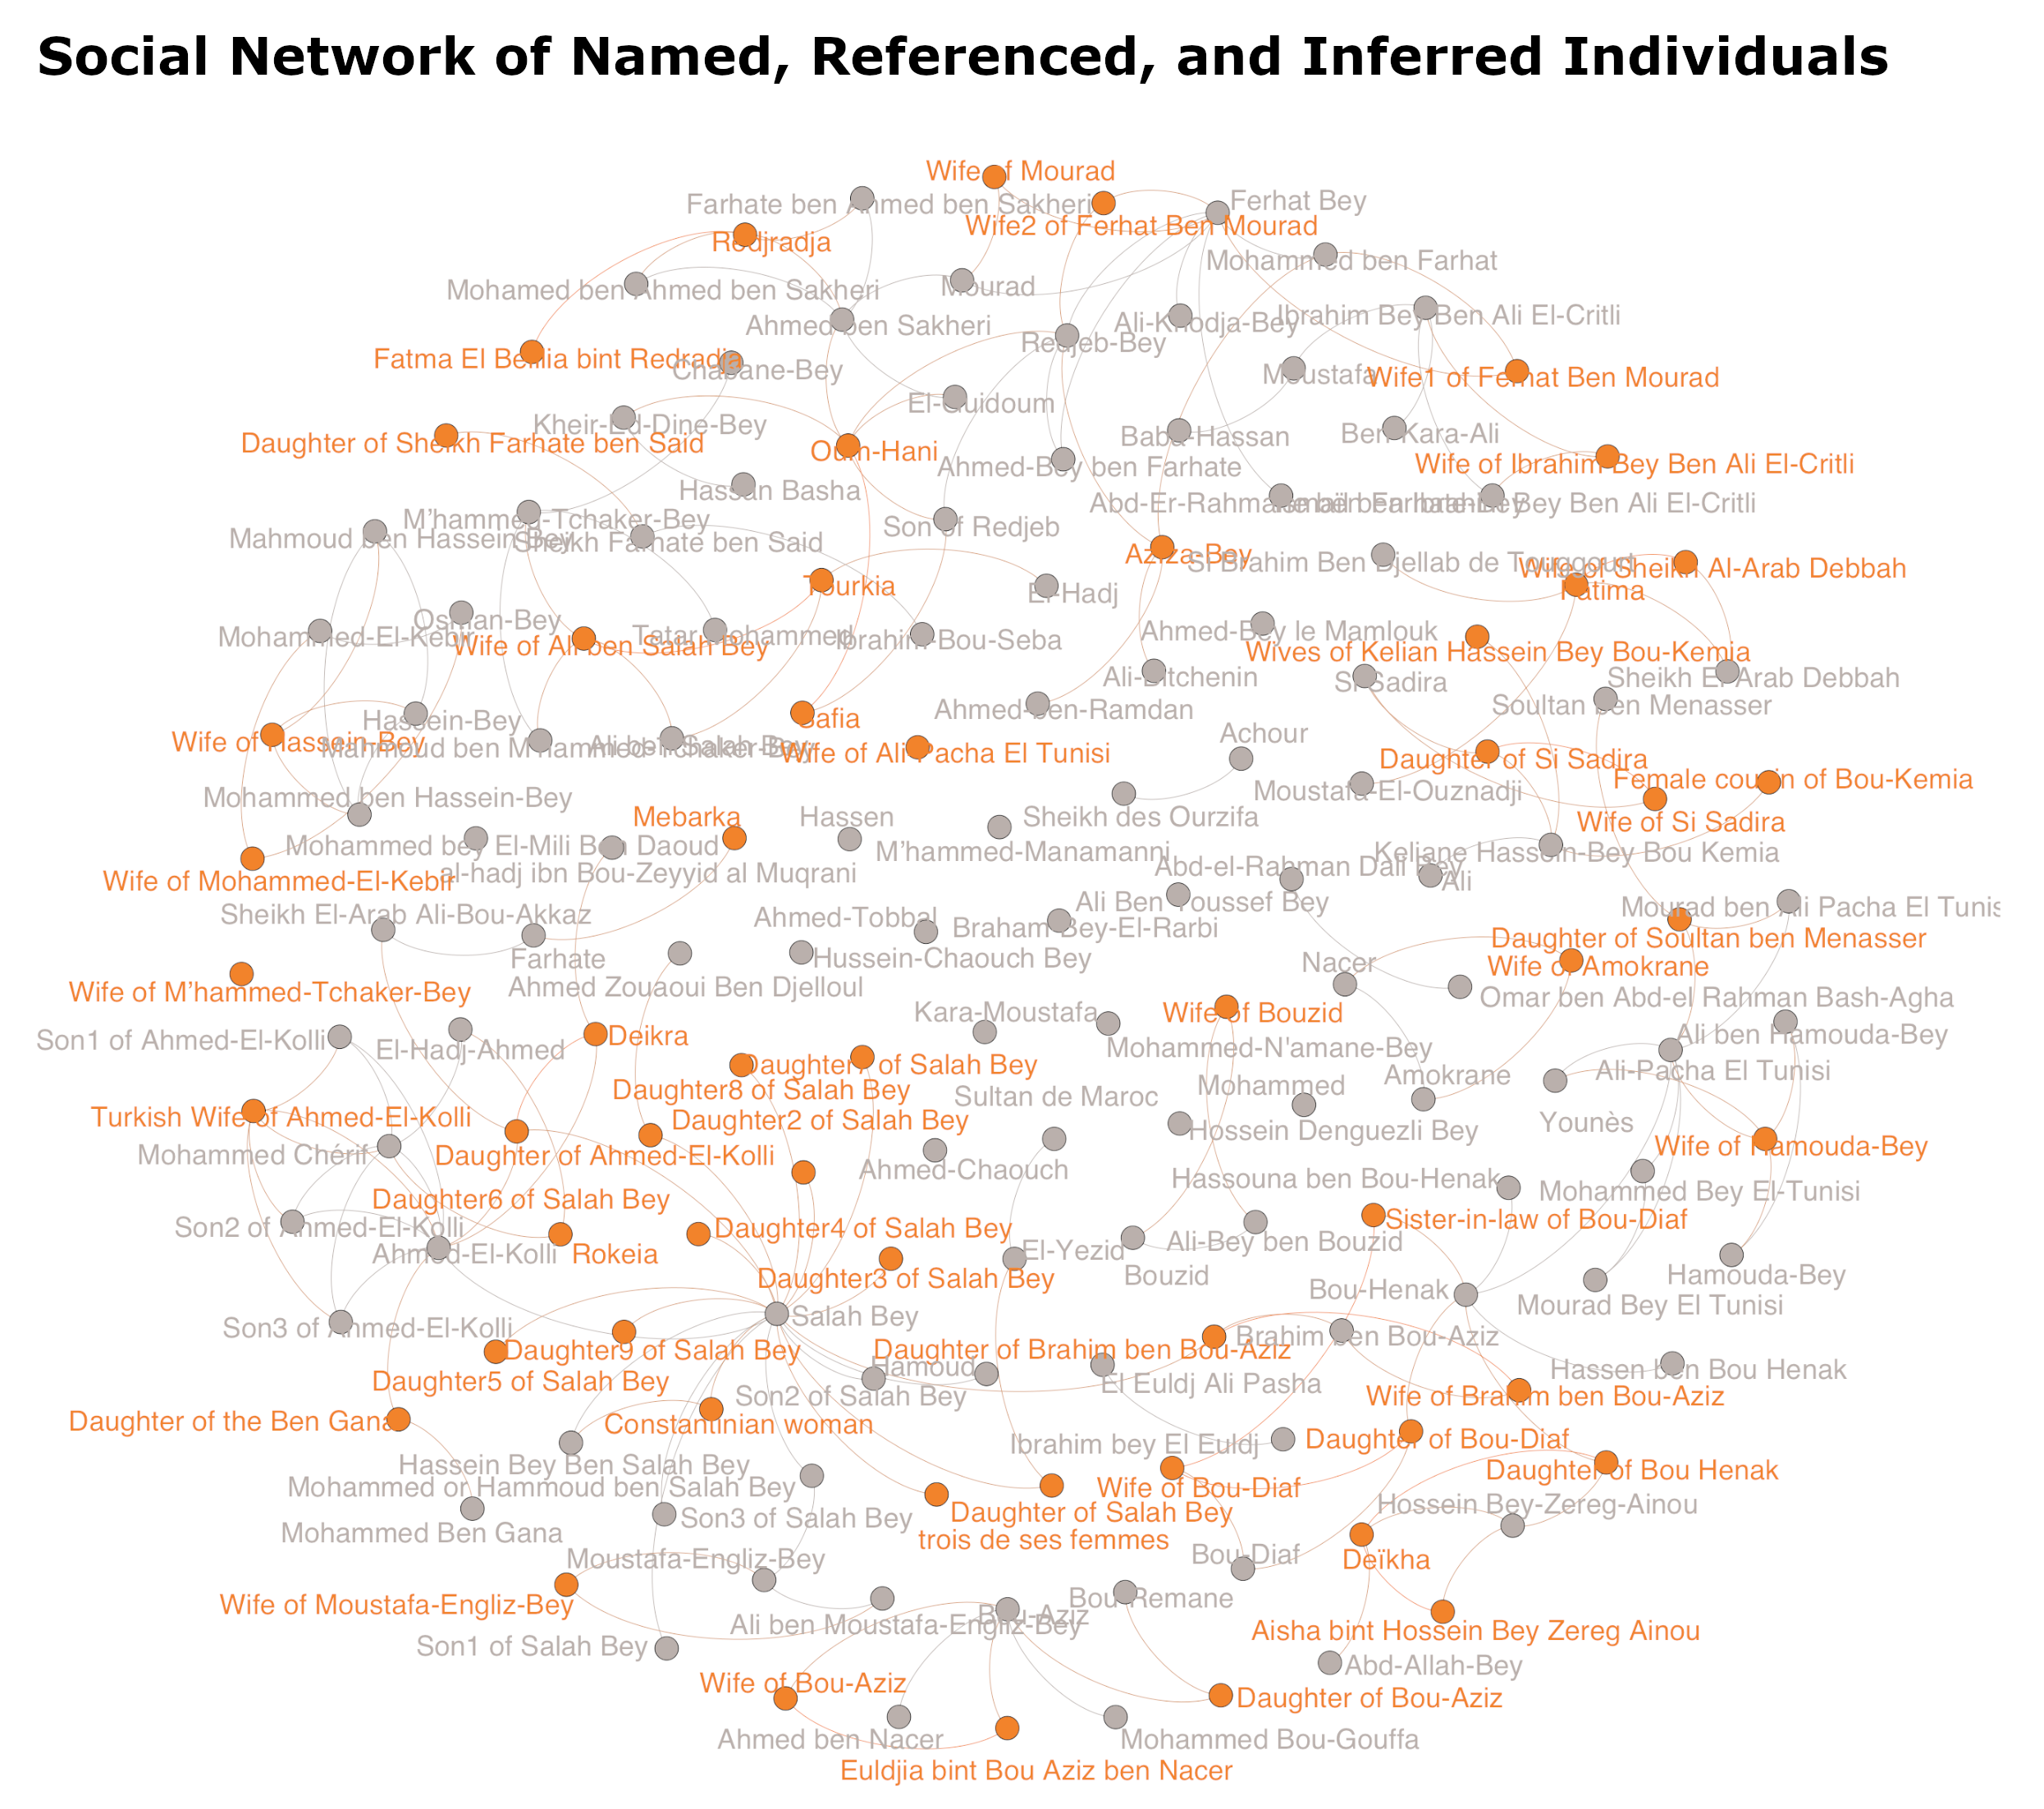 Social Network of Named, Referenced, and Inferred Individuals
Wife of Mourad
Farhate ben Ahmed ben Sakheri
Ferhat Bey
Wife2 of Ferhat Ben Mourad
Redjradja
Mohammed ben Farhat
Mohamed ben Ahmed ben Sakheri
Mourad
Ahmed ben Sakheri
Ali-Khodja-Bey
Ibrahim Bey Ben Ali El-Critli
Redjeb-Bey
Fatma El Bellilia bint Redradja
Chabane-Bey
Moustafa
Wife1 of Ferhat Ben Mourad
El-Guidoum
Kheir-Ed-Dine-Bey
Baba-Hassan
Ben-Kara-Ali
Daughter of Sheikh Farhate ben Said
Oum-Hani
Ahmed-Bey ben Farhate
Wife of Ibrahim Bey Ben Ali El-Critli
Hassan Basha
Abd-Er-Rahmane ben Farhate-Bey
Ismaïl ben Ibrahim Bey Ben Ali El-Critli
M'hammed-Tchaker-Bey
Son of Redjeb
Mahmoud ben Hassein Bey
Sheikh Farhate ben Said
Aziza-Bey
Si Brahim Ben Djellab de Touggourt
Wife of Sheikh Al-Arab Debbah
Tourkia
El-Hadj
Fatima
Osman-Bey
Mohammed-El-Kebir
Wife of Ali ben Salah Bey
Tatar-Mohammed
Ibrahim-Bou-Seba
Ahmed-Bey le Mamlouk
Wives of Kelian Hassein Bey Bou-Kemia
Ali-Bitchenin
Si Sadira
Sheikh El-Arab Debbah
Soultan ben Menasser
Ahmed-ben-Ramdan
Hassein-Bey
Safia
Wife of Hassein-Bey
Mahmoud ben M'hammed-Tchaker-Bey
Ali ben Salah Bey
Wife of Ali Pacha El Tunisi
Achour
Daughter of Si Sadira
Female cousin of Bou-Kemia
Mohammed ben Hassein-Bey
Moustafa-El-Ouznadji
Mebarka
Hassen
Sheikh des Ourzifa
Wife of Si Sadira
Mohammed bey El-Mili Ben Daoud
M'hammed-Manamanni
Keliane Hassein-Bey Bou Kemia
Abd-el-Rahman Dali Bey
al-hadj ibn Bou-Zeyyid al Muqrani
Wife of Mohammed-El-Kebir
Ali
Ali Ben Youssef Bey
Mourad ben Ali Pacha El Tunis
Sheikh El-Arab Ali-Bou-Akkaz
Ahmed-Tobbal
Braham-Bey-El-Rarbi
Daughter of Soultan ben Menasser
Farhate
Hussein-Chaouch Bey
Nacer
Wife of Amokrane
Wife of M'hammed-Tchaker-Bey
Ahmed Zouaoui Ben Djelloul
Omar ben Abd-el Rahman Bash-Agha
Kara-Moustafa
Wife of Bouzid
Son1 of Ahmed-El-Kolli
El-Hadj-Ahmed
Deikra
Mohammed-N'amane-Bey
Ali ben Hamouda-Bey
Daughter7 of Salah Bey
Ali-Pacha El Tunisi
Daughter8 of Salah Bey
Sultan de Maroc
Mohammed
Amokrane
Turkish Wife of Ahmed-El-Kolli
Daughter2 of Salah Bey
Hossein Denguezli Bey
Younès
Mohammed Chérif
Daughter of Ahmed-El-Kolli
Wife of Hamouda-Bey
Ahmed-Chaouch
Hassouna ben Bou-Henak
Mohammed Bey El-Tunisi
Daughter6 of Salah Bey
Son2 of Ahmed-El-Kolli
Daughter4 of Salah Bey
Sister-in-law of Bou-Diaf
Ahmed-El-Kolli
Rokeia
El-Yezid
Ali-Bey ben Bouzid
Daughter3 of Salah Bey
Bouzid
Bou-Henak
Hamouda-Bey
Mourad Bey El Tunisi
Salah Bey
Son3 of Ahmed-El-Kolli
Brahim ben Bou-Aziz
Daughter9 of Salah Bey
Daughter of Brahim ben Bou-Aziz
Hamoud
Hassen ben Bou Henak
Daughter5 of Salah Bey
Son2 of Salah Bey
El Euldj Ali Pasha
Wife of Brahim ben Bou-Aziz
Daughter of the Ben Gana
Constantinian woman
Ibrahim bey El Euldj
Daughter of Bou-Diaf
Hassein Bey Ben Salah Bey
Daughter of Bou Henak
Mohammed or Hammoud ben Salah Bey
Wife of Bou-Diaf
Hossein Bey-Zereg-Ainou
Mohammed Ben Gana
Son3 of Salah Bey
Daughter of Salah Bey
trois de ses femmes
Moustafa-Engliz-Bey
Bou-Diaf
Deïkha
Wife of Moustafa-Engliz-Bey
Bou-Remane
Bou-Aziz
Ali ben Moustafa-Engliz-Bey
Aisha bint Hossein Bey Zereg Ainou
Son1 of Salah Bey
Abd-Allah-Bey
Wife of Bou-Aziz
Daughter of Bou-Aziz
Ahmed ben Nacer
Mohammed Bou-Gouffa
Euldjia bint Bou Aziz ben Nacer